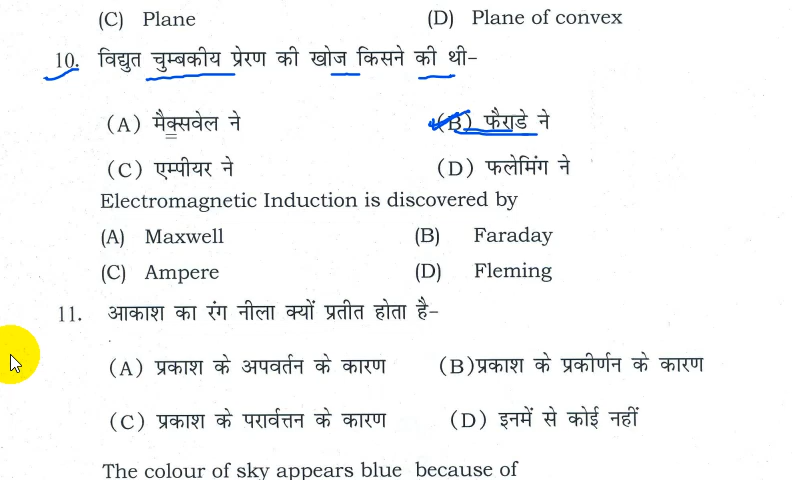 (C) Plane (D) Plane of convex
10. विद्युत चुम्बकीय प्रेरण की खोज किसने की थी–
(A) मैक्सवेल ने (B) फैराडे ने
(C) एम्पीयर ने (D) फलेमिंग ने
Electromagnetic Induction is discovered by
(A) Maxwell (B) Faraday
(C) Ampere (D) Fleming
11. आकाश का रंग नीला क्यों प्रतीत होता है–
(A) प्रकाश के अपवर्तन के कारण (B)प्रकाश के प्रकीर्णन के कारण
(C) प्रकाश के परार्वत्तन के कारण (D) इनमें से कोई नहीं
The colour of sky appears blue because of